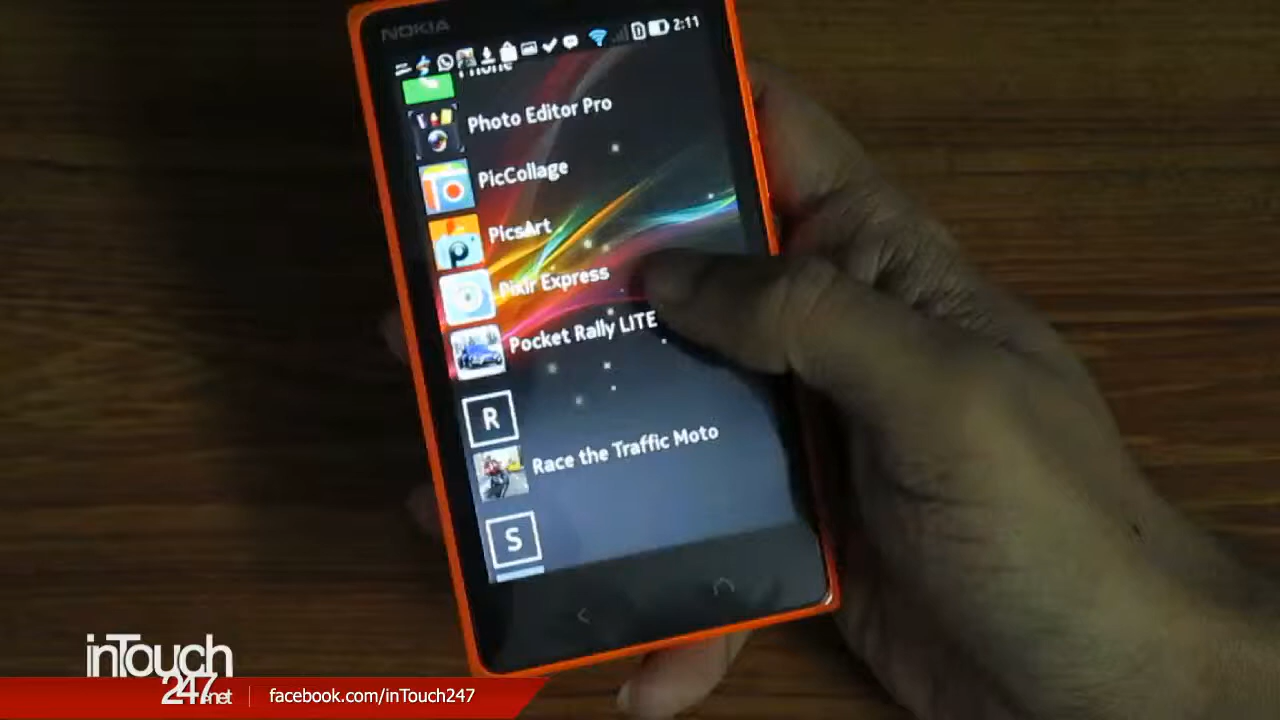 NOKIA
2:11
Phone
Photo Editor Pro
PicCollage
PicsArt
Pixlr Express
Pocket Rally LITE
R
Race the Traffic Moto
S
inTouch
247.net
facebook.com/inTouch247